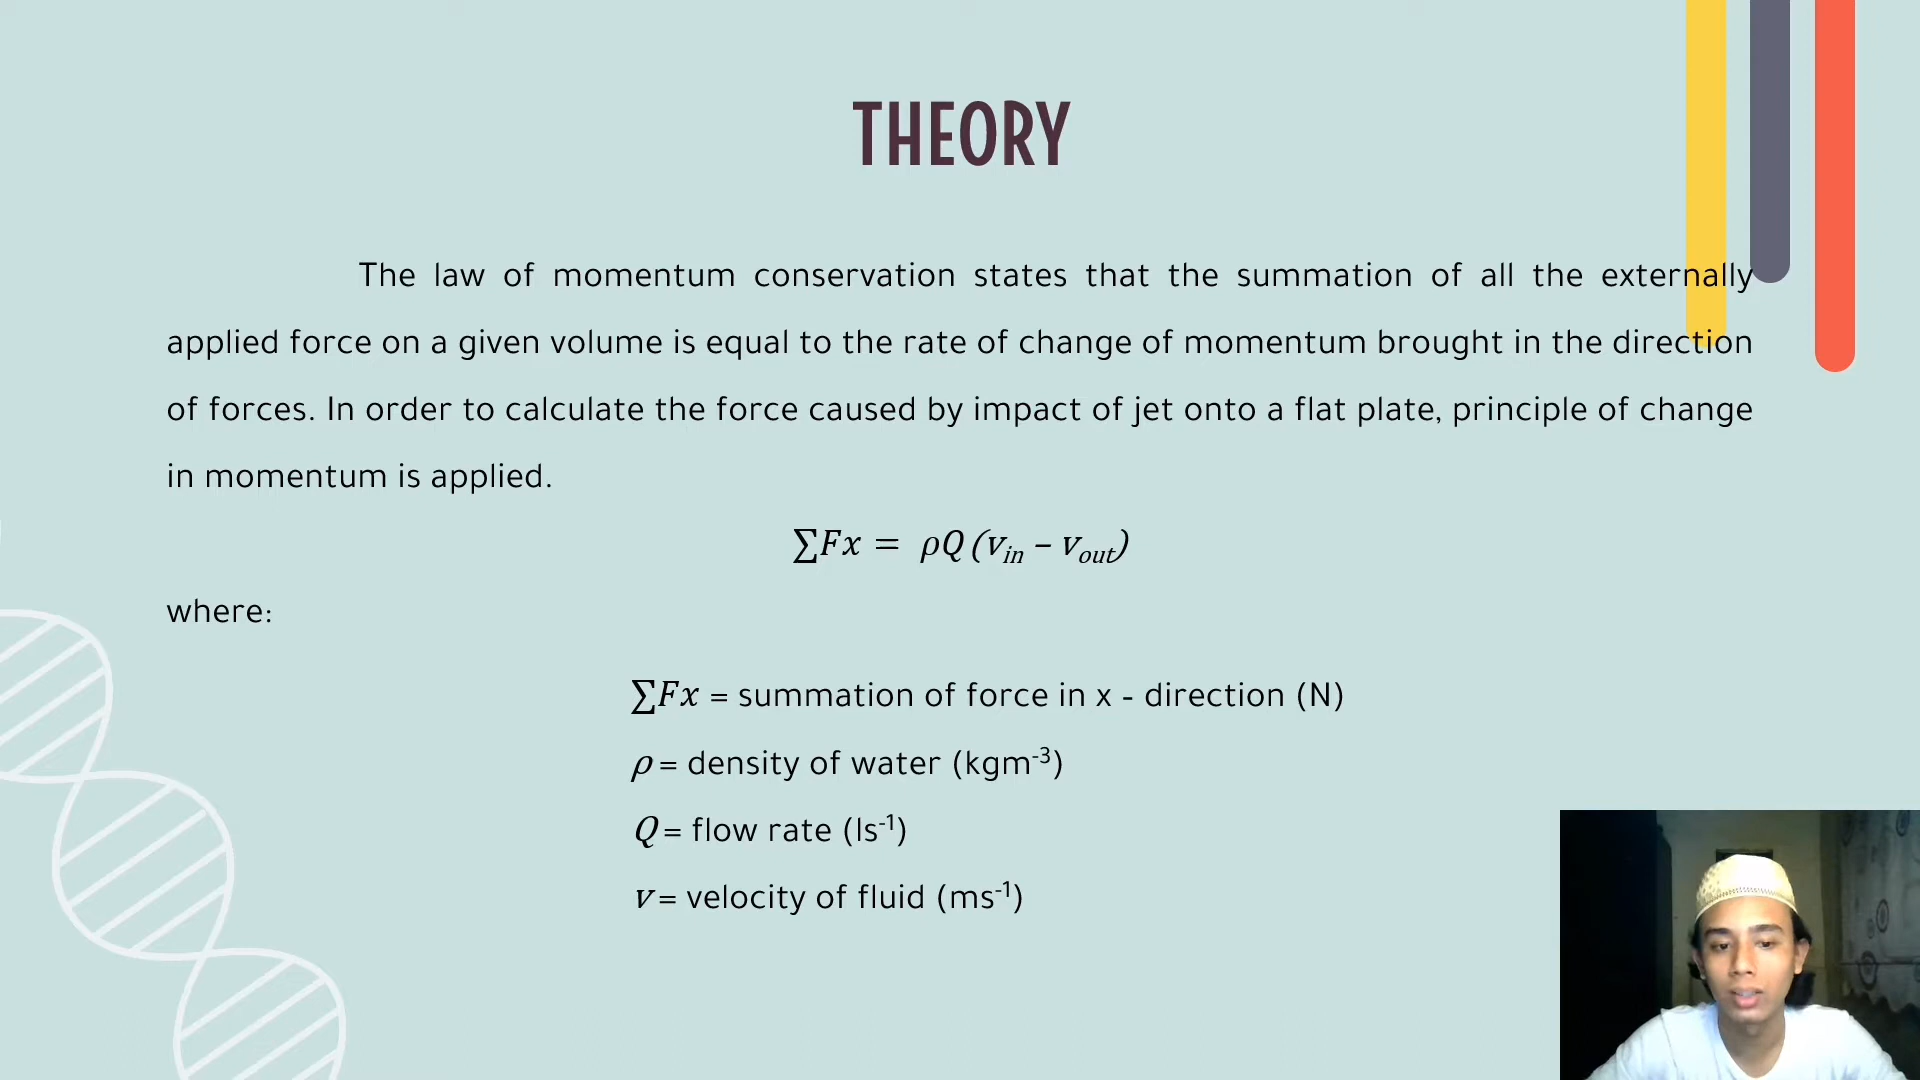 THEORY
The law of momentum conservation states that the summation of all the externally
applied force on a given volume is equal to the rate of change of momentum brought in the direction
of forces. In order to calculate the force caused by impact of jet onto a flat plate, principle of change
in momentum is applied.
∑Fx = ρQ(v_in – v_out)
where:
∑Fx = summation of force in x - direction (N)
ρ = density of water (kgm⁻³)
Q = flow rate (ls⁻¹)
v = velocity of fluid (ms⁻¹)